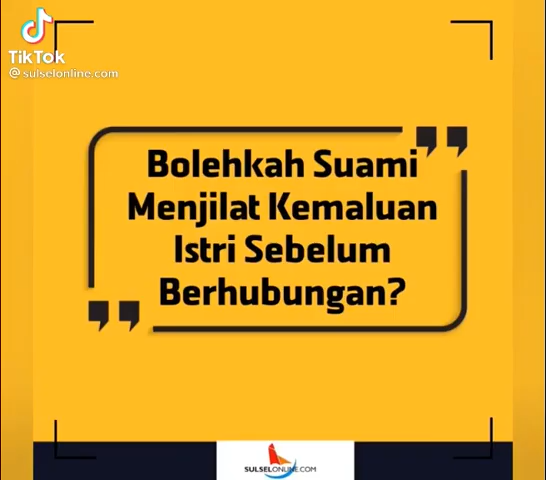 TikTok
@ sulselonline.com
Bolehkah Suami
Menjilat Kemaluan
Istri Sebelum
Berhubungan?
SULSELONLINE.COM